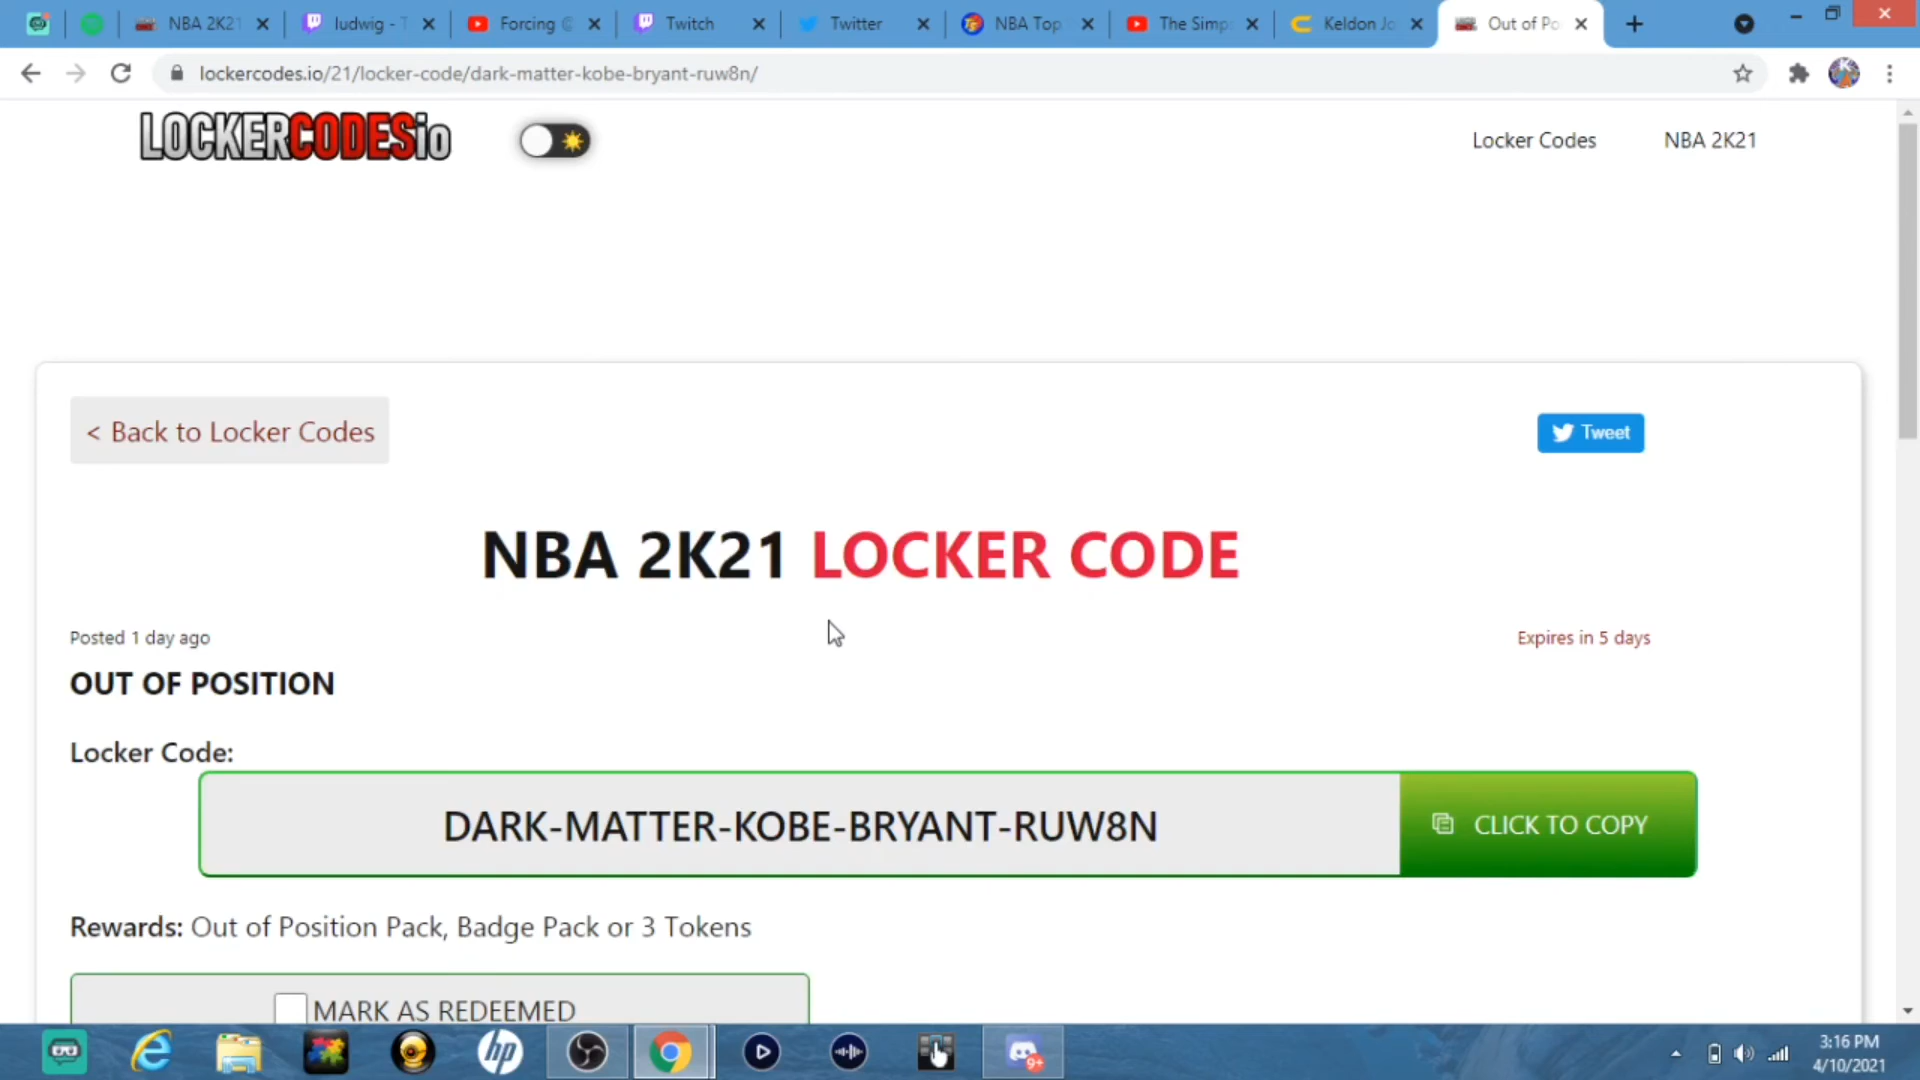 NBA 2K21
ludwig - T
Forcing
Twitch
Twitter
NBA Top
The Simp
Keldon Jo
Out of Po
lockercodes.io/21/locker-code/dark-matter-kobe-bryant-ruw8n/
LOCKERCODESio
Locker Codes
NBA 2K21
< Back to Locker Codes
Tweet
NBA 2K21 LOCKER CODE
Posted 1 day ago
Expires in 5 days
OUT OF POSITION
Locker Code:
DARK-MATTER-KOBE-BRYANT-RUW8N
CLICK TO COPY
Rewards: Out of Position Pack, Badge Pack or 3 Tokens
MARK AS REDEEMED
hp
9+
3:16 PM
4/10/2021